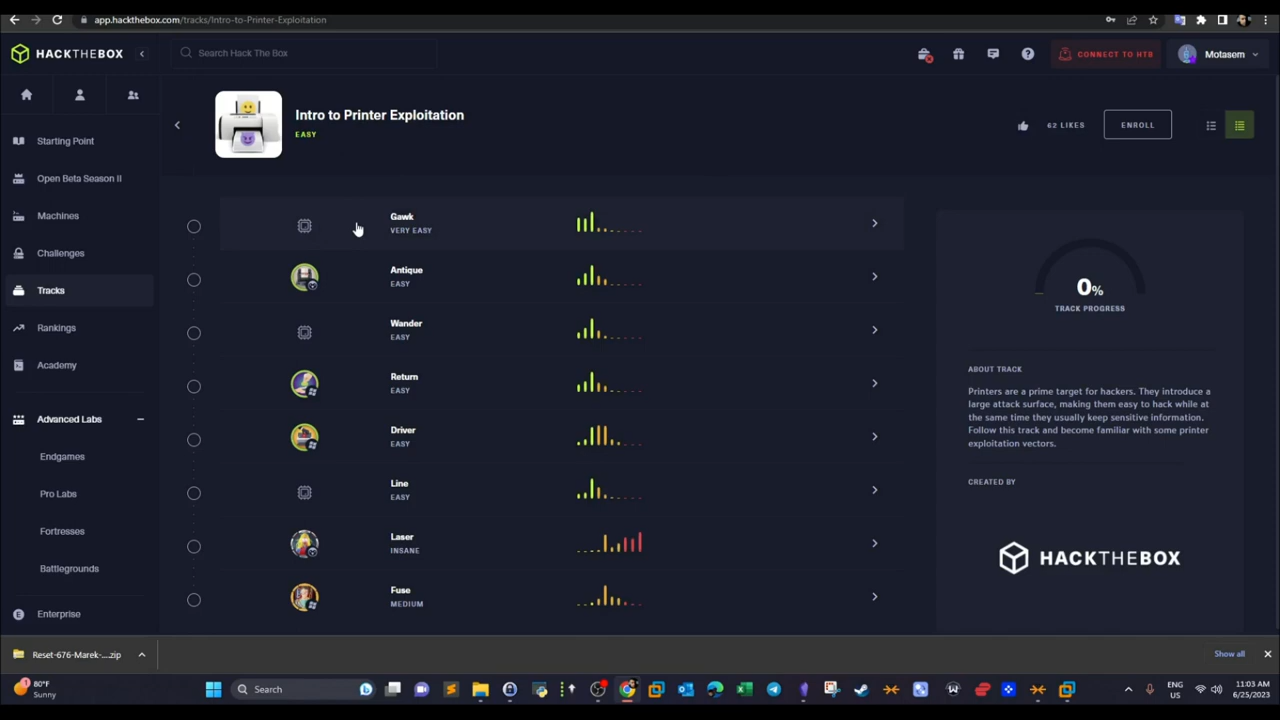 app.hackthebox.com/tracks/Intro-to-Printer-Exploitation
HACKTHEBOX
Search Hack The Box
CONNECT TO HTB
Motasem
Intro to Printer Exploitation
EASY
62 LIKES
ENROLL
Starting Point
Open Beta Season II
Machines
Challenges
Tracks
Rankings
Academy
Advanced Labs
Endgames
Pro Labs
Fortresses
Battlegrounds
Enterprise
Gawk
VERY EASY
Antique
EASY
Wander
EASY
Return
EASY
Driver
EASY
Line
EASY
Laser
INSANE
Fuse
MEDIUM
0%
TRACK PROGRESS
ABOUT TRACK
Printers are a prime target for hackers. They introduce a
large attack surface, making them easy to hack while at
the same time they usually keep sensitive information.
Follow this track and become familiar with some printer
exploitation vectors.
CREATED BY
HACKTHEBOX
Reset-676-Marek-....zip
Show all
1
80°F
Sunny
Search
ENG
US
11:03 AM
6/25/2023